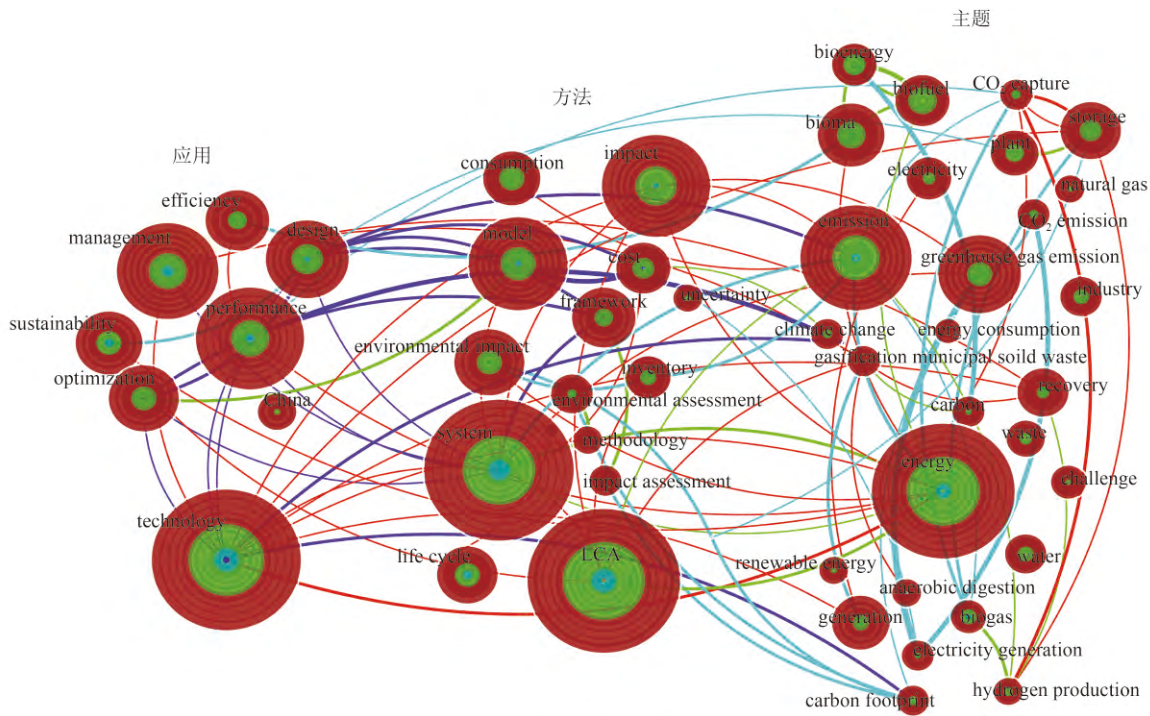 主题
方法
应用
bioenergy
biofuel
CO₂ capture
bioma
storage
plant
consumption
impact
electricity
natural gas
efficiency
design
model
emission
CO₂ emission
management
cost
greenhouse gas emission
performance
framework
uncertainty
industry
sustainability
climate change
energy consumption
environmental impact
gasification municipal soild waste
optimization
inventory
recovery
China
environmental assessment
carbon
system
methodology
waste
energy
impact assessment
challenge
technology
life cycle
LCA
renewable energy
water
anaerobic digestion
generation
biogas
electricity generation
carbon footprint
hydrogen production